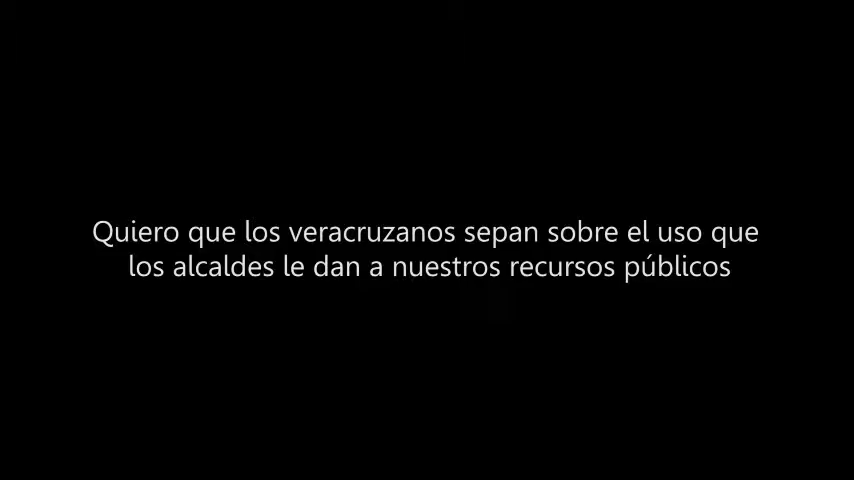 Quiero que los veracruzanos sepan sobre el uso que
los alcaldes le dan a nuestros recursos públicos